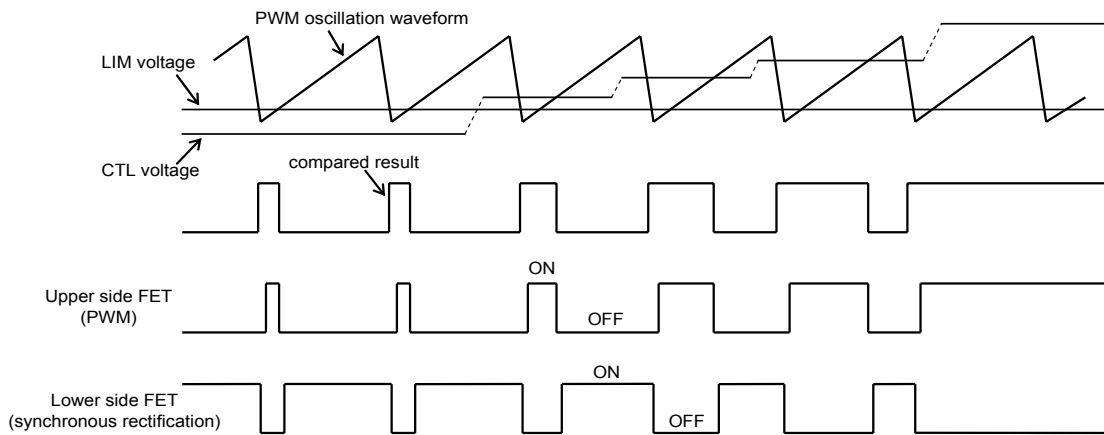 PWM oscillation waveform
LIM voltage
CTL voltage
compared result
ON
Upper side FET
(PWM)
OFF
ON
Lower side FET
(synchronous rectification)
OFF